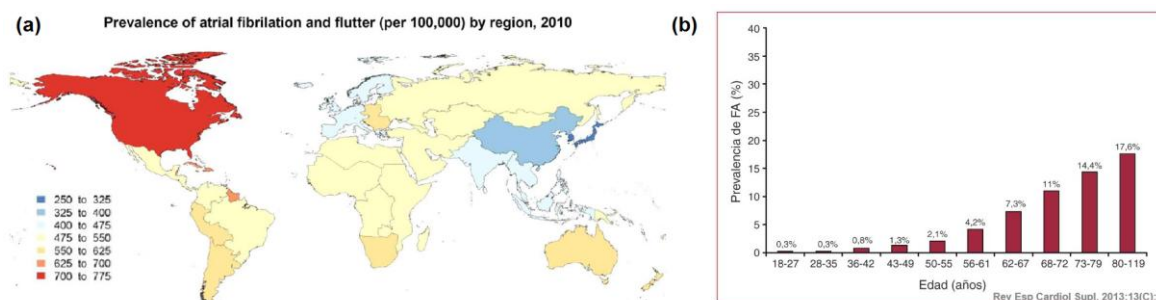 (a)
Prevalence of atrial fibrilation and flutter (per 100,000) by region, 2010
250 to 325
325 to 400
400 to 475
475 to 550
550 to 625
625 to 700
700 to 775
(b)
Prevalencia de FA (%)
40
35
30
25
20
15
10
5
0
0,3%
0,3%
0,8%
1,3%
2,1%
4,2%
7,3%
11%
14,4%
17,6%
18-27 28-35 36-42 43-49 50-55 56-61 62-67 68-72 73-79 80-119
Edad (años)
Rev Esp Cardiol Supl. 2013;13(C):